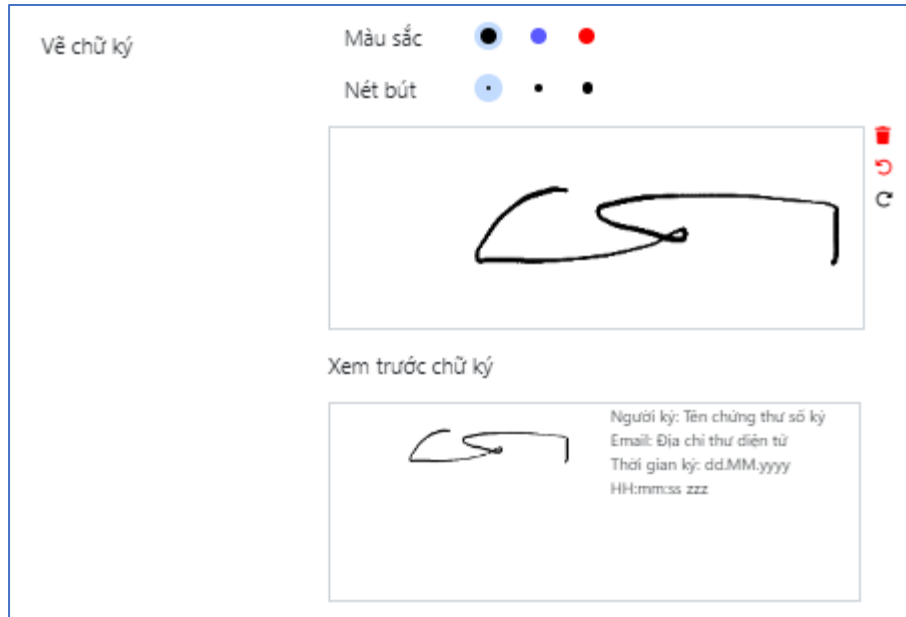 Vẽ chữ ký
Màu sắc
Nét bút
Xem trước chữ ký
Người ký: Tên chứng thư số ký
Email: Địa chỉ thư điện tử
Thời gian ký: dd.MM.yyyy
HH:mm:ss zzz